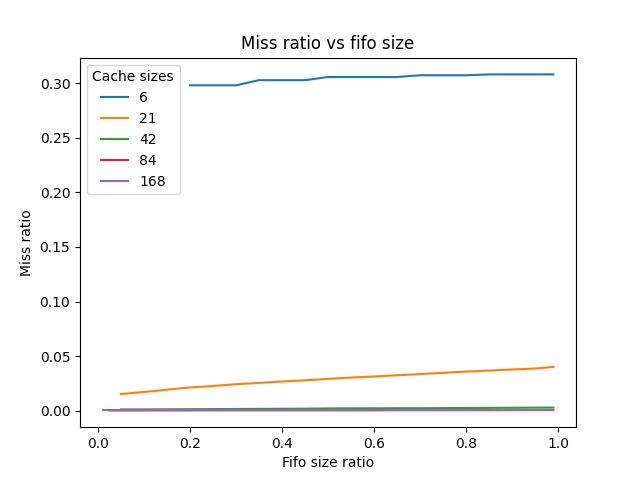 Miss ratio vs fifo size
Cache sizes
6
21
42
84
168
Miss ratio
0.30
0.25
0.20
0.15
0.10
0.05
0.00
0.0 0.2 0.4 0.6 0.8 1.0
Fifo size ratio